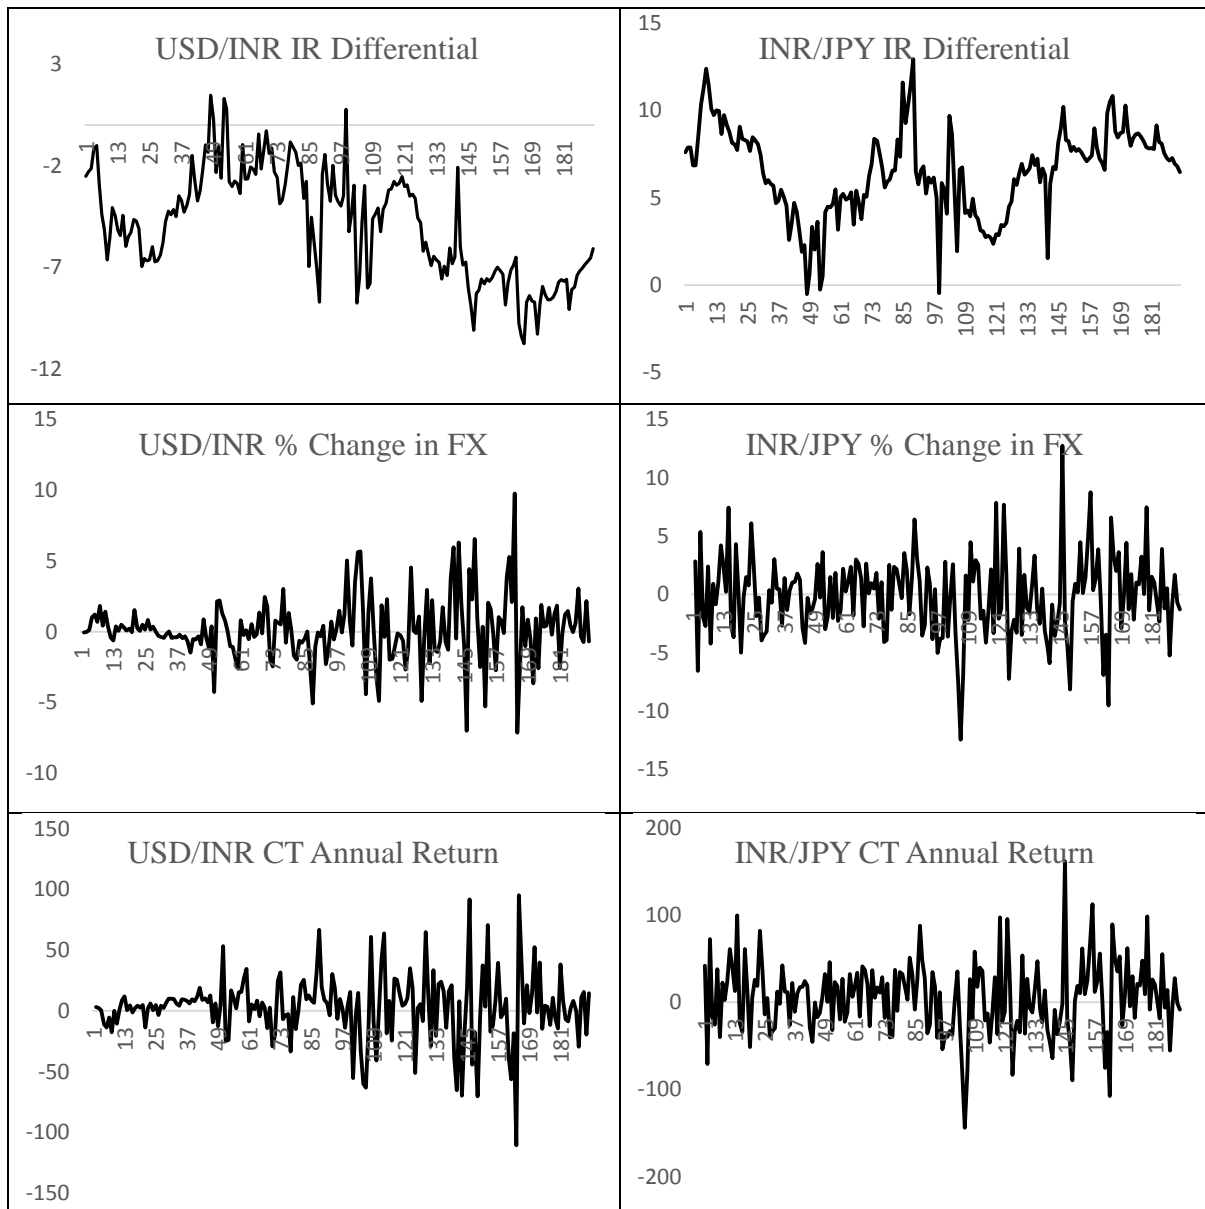 USD/INR IR Differential
3
-2
-7
-12
1 13 25 37 49 61 73 85 97 109 121 133 145 157 169 181
INR/JPY IR Differential
15
10
5
0
-5
1 13 25 37 49 61 73 85 97 109 121 133 145 157 169 181
USD/INR % Change in FX
15
10
5
0
-5
-10
1 13 25 37 49 61 73 85 97 109 121 133 145 157 169 181
INR/JPY % Change in FX
15
10
5
0
-5
-10
-15
1 13 25 37 49 61 73 85 97 109 121 133 145 157 169 181
USD/INR CT Annual Return
150
100
50
0
-50
-100
-150
1 13 25 37 49 61 73 85 97 109 121 133 145 157 169 181
INR/JPY CT Annual Return
200
100
0
-100
-200
1 13 25 37 49 61 73 85 97 109 121 133 145 157 169 181